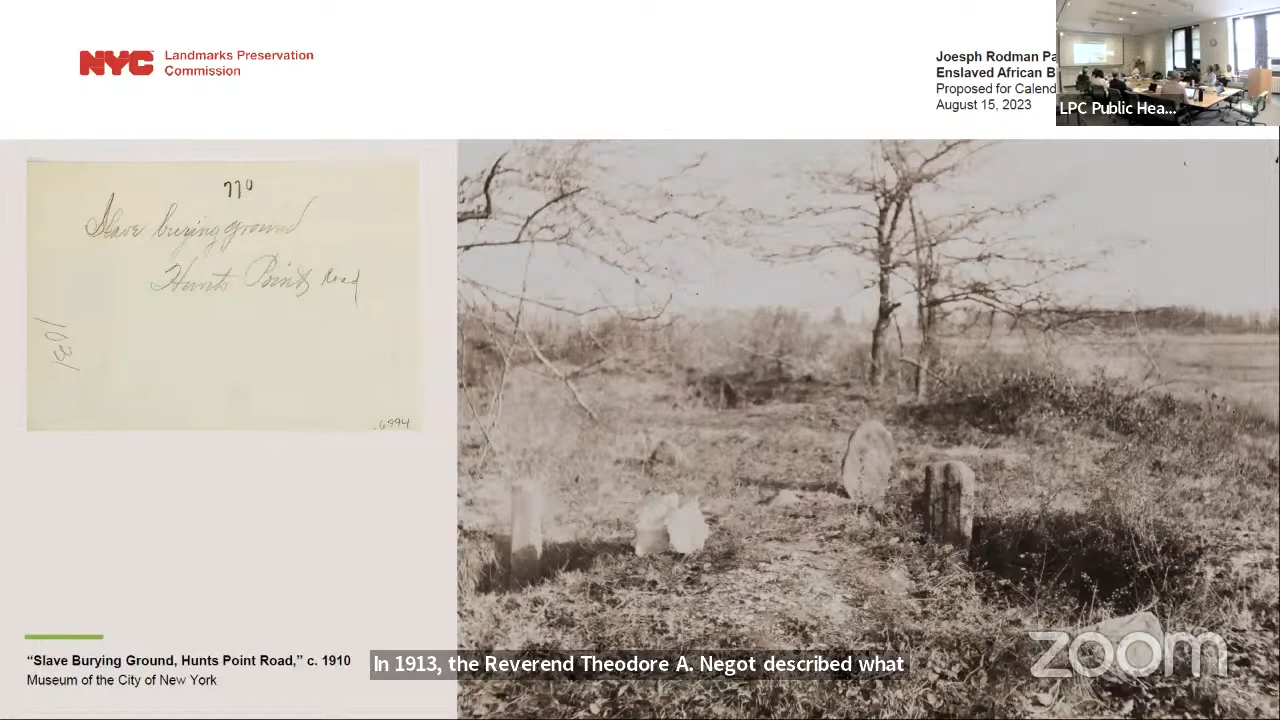 NYC Landmarks Preservation
Commission
Joesph Rodman Pa
Enslaved African B
Proposed for Calend
August 15, 2023
LPC Public Hea...
770
Slave burying ground
Hunts Point Road
1031
.6994
"Slave Burying Ground, Hunts Point Road," c. 1910
Museum of the City of New York
In 1913, the Reverend Theodore A. Negot described what
zoom